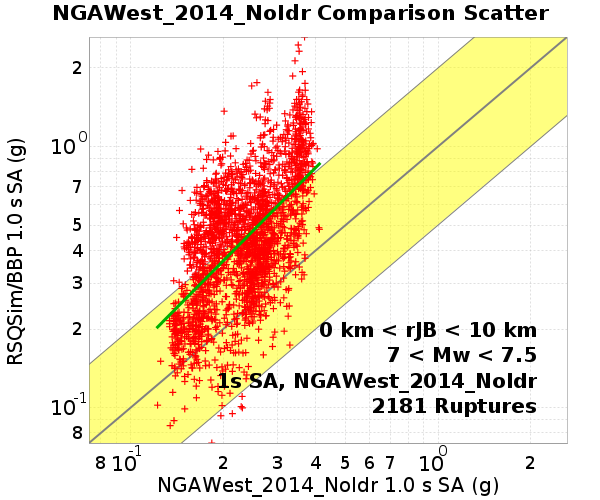 NGAWest_2014_NoIdr Comparison Scatter
RSQSim/BBP 1.0 s SA (g)
2
10^0
7
5
4
3
2
10^-1
8
0 km < rJB < 10 km
7 < Mw < 7.5
1s SA, NGAWest_2014_NoIdr
2181 Ruptures
8 10^-1 2 3 4 5 6 7 10^0 2
NGAWest_2014_NoIdr 1.0 s SA (g)